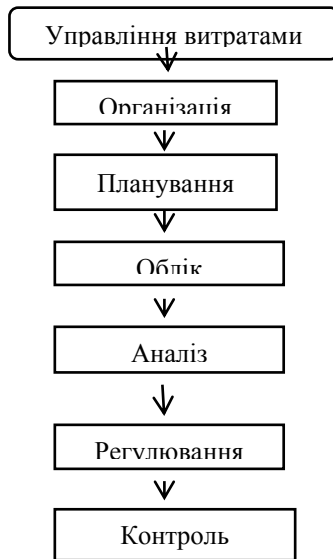 Управління витратами
Організація
Планування
Облік
Аналіз
Регулювання
Контроль